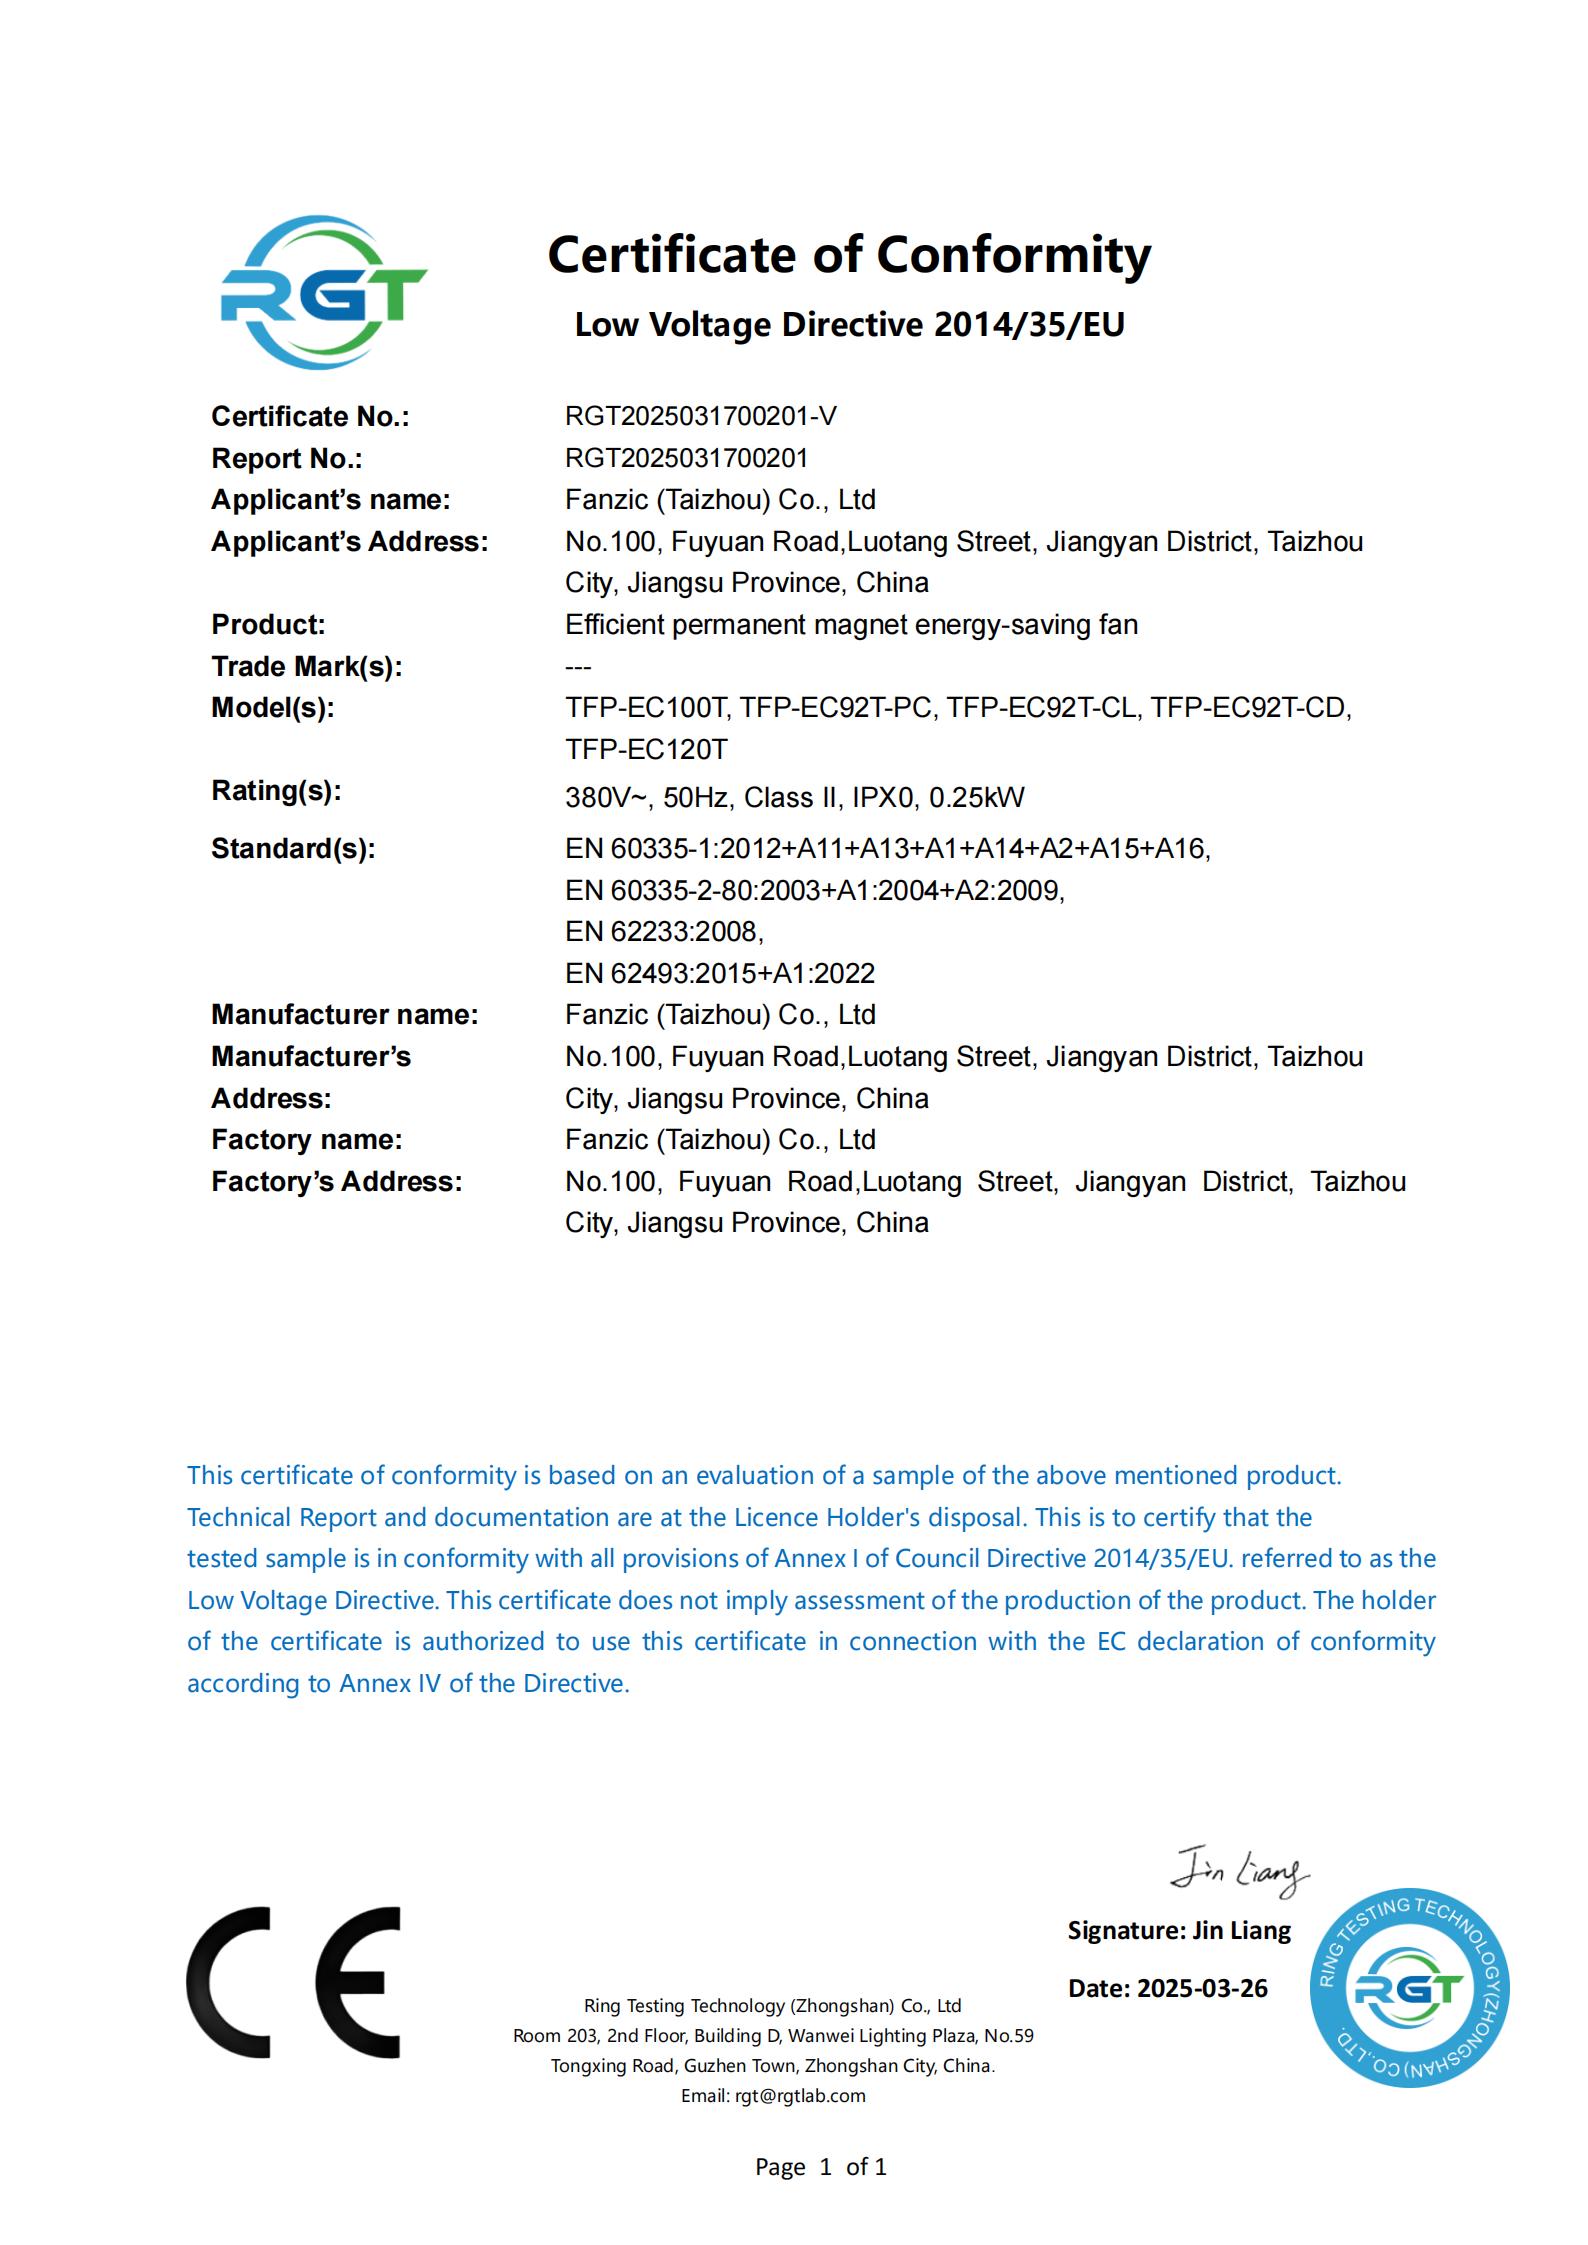 RGT
Certificate of Conformity
Low Voltage Directive 2014/35/EU
Certificate No.: RGT2025031700201-V
Report No.: RGT2025031700201
Applicant’s name: Fanzic (Taizhou) Co., Ltd
Applicant’s Address: No.100, Fuyuan Road,Luotang Street, Jiangyan District, Taizhou
City, Jiangsu Province, China
Product: Efficient permanent magnet energy-saving fan
Trade Mark(s): ---
Model(s): TFP-EC100T, TFP-EC92T-PC, TFP-EC92T-CL, TFP-EC92T-CD,
TFP-EC120T
Rating(s): 380V~, 50Hz, Class II, IPX0, 0.25kW
Standard(s): EN 60335-1:2012+A11+A13+A1+A14+A2+A15+A16,
EN 60335-2-80:2003+A1:2004+A2:2009,
EN 62233:2008,
EN 62493:2015+A1:2022
Manufacturer name: Fanzic (Taizhou) Co., Ltd
Manufacturer’s No.100, Fuyuan Road,Luotang Street, Jiangyan District, Taizhou
Address: City, Jiangsu Province, China
Factory name: Fanzic (Taizhou) Co., Ltd
Factory’s Address: No.100, Fuyuan Road,Luotang Street, Jiangyan District, Taizhou
City, Jiangsu Province, China
This certificate of conformity is based on an evaluation of a sample of the above mentioned product.
Technical Report and documentation are at the Licence Holder's disposal. This is to certify that the
tested sample is in conformity with all provisions of Annex I of Council Directive 2014/35/EU. referred to as the
Low Voltage Directive. This certificate does not imply assessment of the production of the product. The holder
of the certificate is authorized to use this certificate in connection with the EC declaration of conformity
according to Annex IV of the Directive.
Jin Liang
Signature: Jin Liang
Date: 2025-03-26
CE
RING TESTING TECHNOLOGY(ZHONGSHAN) CO.,LTD.
RGT
Ring Testing Technology (Zhongshan) Co., Ltd
Room 203, 2nd Floor, Building D, Wanwei Lighting Plaza, No.59
Tongxing Road, Guzhen Town, Zhongshan City, China.
Email: rgt@rgtlab.com
Page 1 of 1